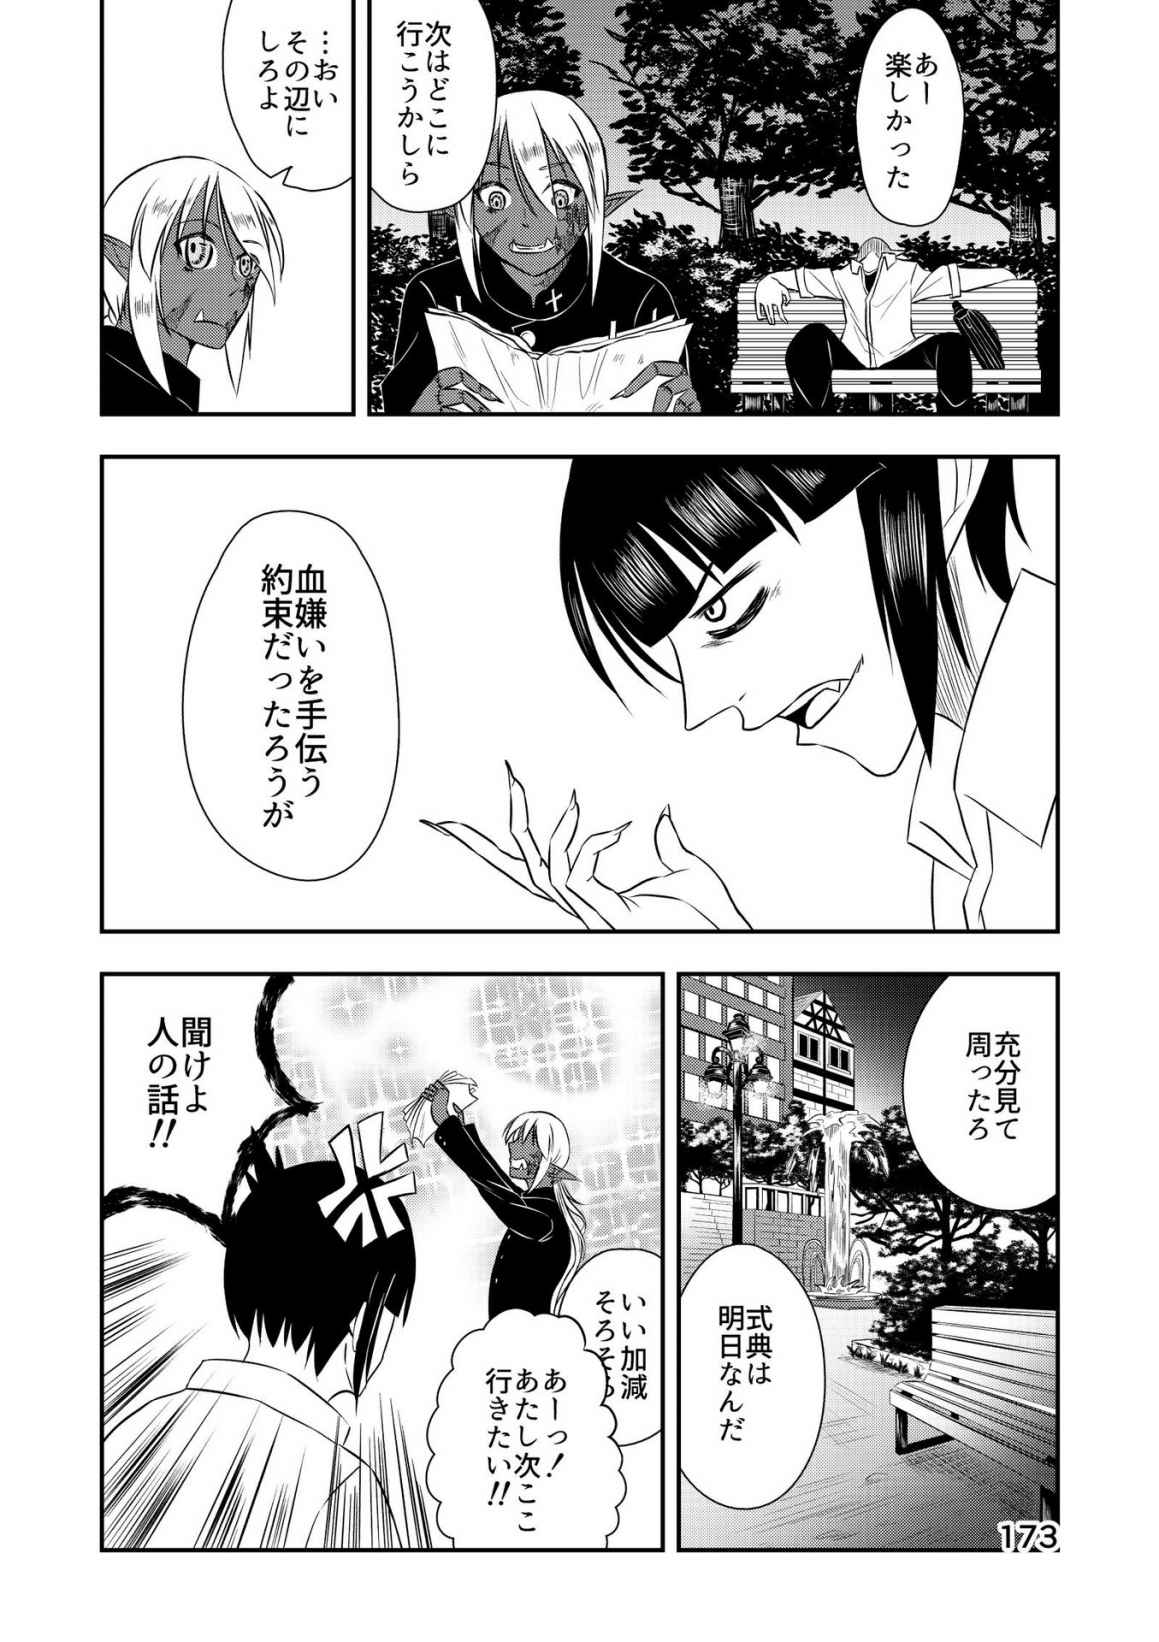 あー
楽しかった
次はどこに
行こうかしら
…おい
その辺に
しろよ
血嫌いを手伝う
約束だったろうが
充分見て
周ったろ
式典は
明日なんだ
いい加減
そろそろ
あーっ!
あたし次ここ
行きたい!!
聞けよ
人の話!!
173